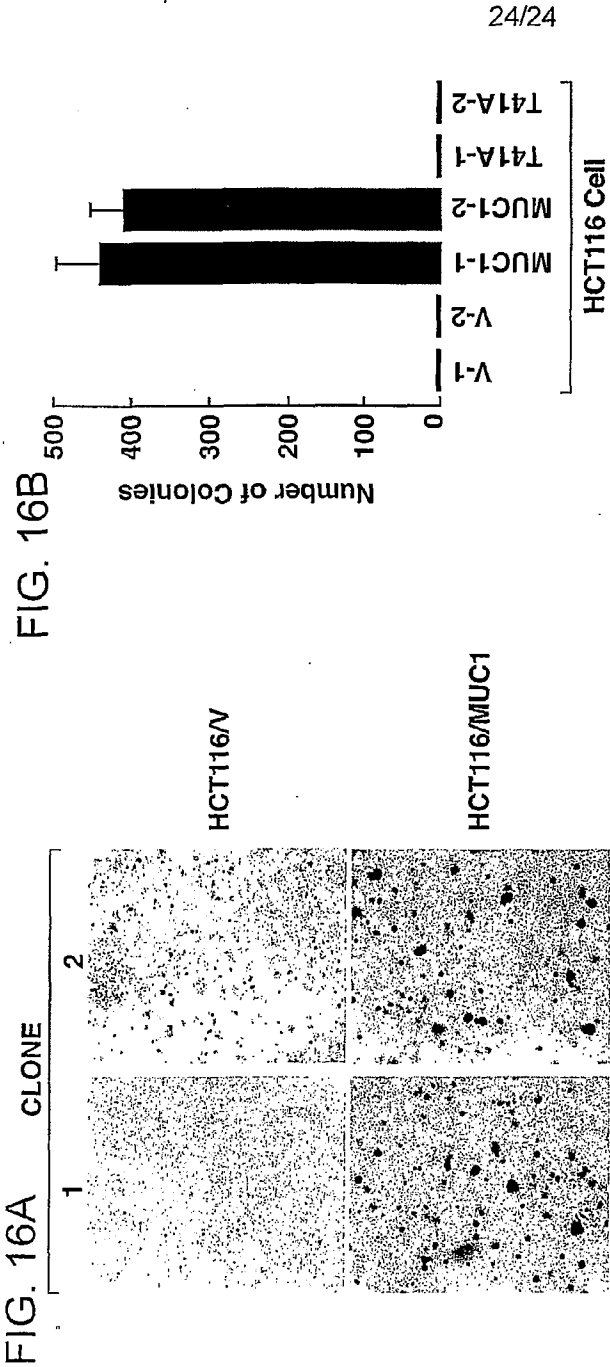 24/24
FIG. 16A
CLONE
1
2
HCT116/V
HCT116/MUC1
FIG. 16B
Number of Colonies
500
400
300
200
100
0
V-1
V-2
MUC1-1
MUC1-2
T41A-1
T41A-2
HCT116 Cell